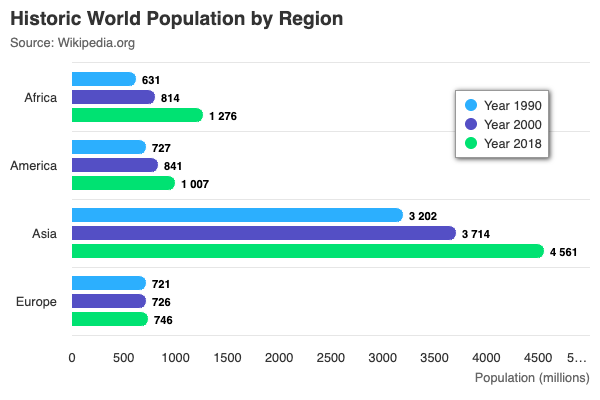 Historic World Population by Region
Source: Wikipedia.org
Africa
631
814
1 276
Year 1990
Year 2000
Year 2018
America
727
841
1 007
Asia
3 202
3 714
4 561
Europe
721
726
746
0 500 1000 1500 2000 2500 3000 3500 4000 4500 5…
Population (millions)